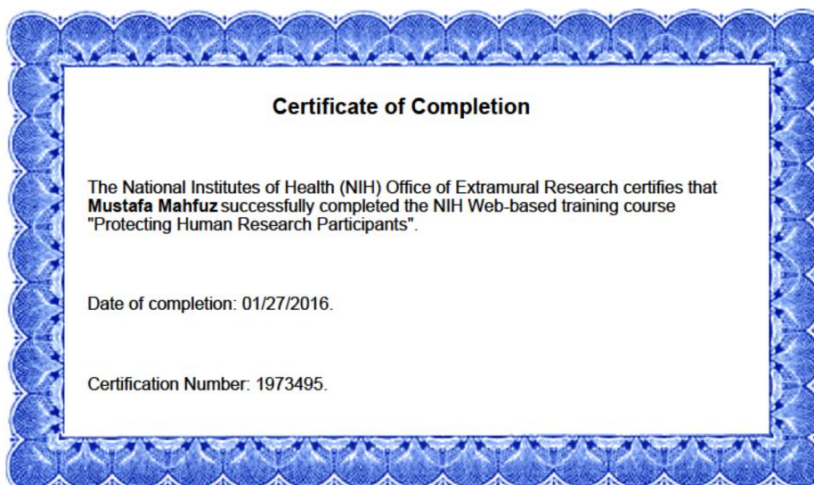 Certificate of Completion
The National Institutes of Health (NIH) Office of Extramural Research certifies that
Mustafa Mahfuz successfully completed the NIH Web-based training course
"Protecting Human Research Participants".
Date of completion: 01/27/2016.
Certification Number: 1973495.